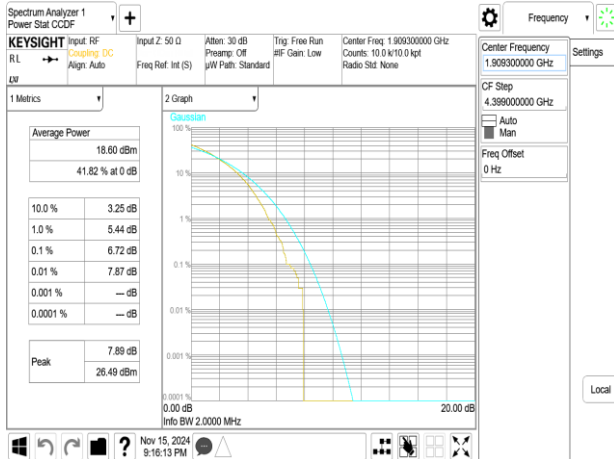 Spectrum Analyzer 1
Power Stat CCDF
+
Frequency
KEYSIGHT
RL
LXI
Input: RF
Coupling: DC
Align: Auto
Input Z: 50 Ω
Freq Ref: Int (S)
Atten: 30 dB
Preamp: Off
µW Path: Standard
Trig: Free Run
#IF Gain: Low
Center Freq: 1.909300000 GHz
Counts: 10.0 k/10.0 kpt
Radio Std: None
Center Frequency
1.909300000 GHz
Settings
CF Step
4.399000000 GHz
Auto
Man
Freq Offset
0 Hz
Local
1 Metrics
Average Power
18.60 dBm
41.82 % at 0 dB
10.0 % 3.25 dB
1.0 % 5.44 dB
0.1 % 6.72 dB
0.01 % 7.87 dB
0.001 % --- dB
0.0001 % --- dB
Peak
7.89 dB
26.49 dBm
2 Graph
Gaussian
100 %
10 %
1 %
0.1 %
0.01 %
0.001 %
0.0001 %
0.00 dB
20.00 dB
Info BW 2.0000 MHz
?
Nov 15, 2024
9:16:13 PM